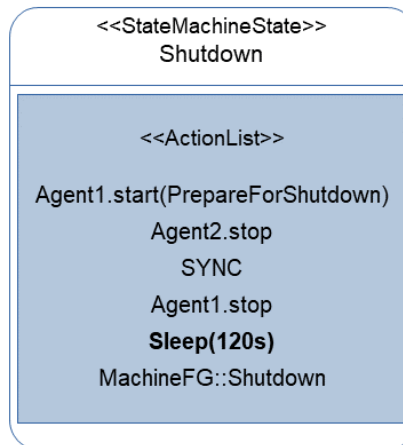 <<StateMachineState>>
Shutdown
<<ActionList>>
Agent1.start(PrepareForShutdown)
Agent2.stop
SYNC
Agent1.stop
Sleep(120s)
MachineFG::Shutdown